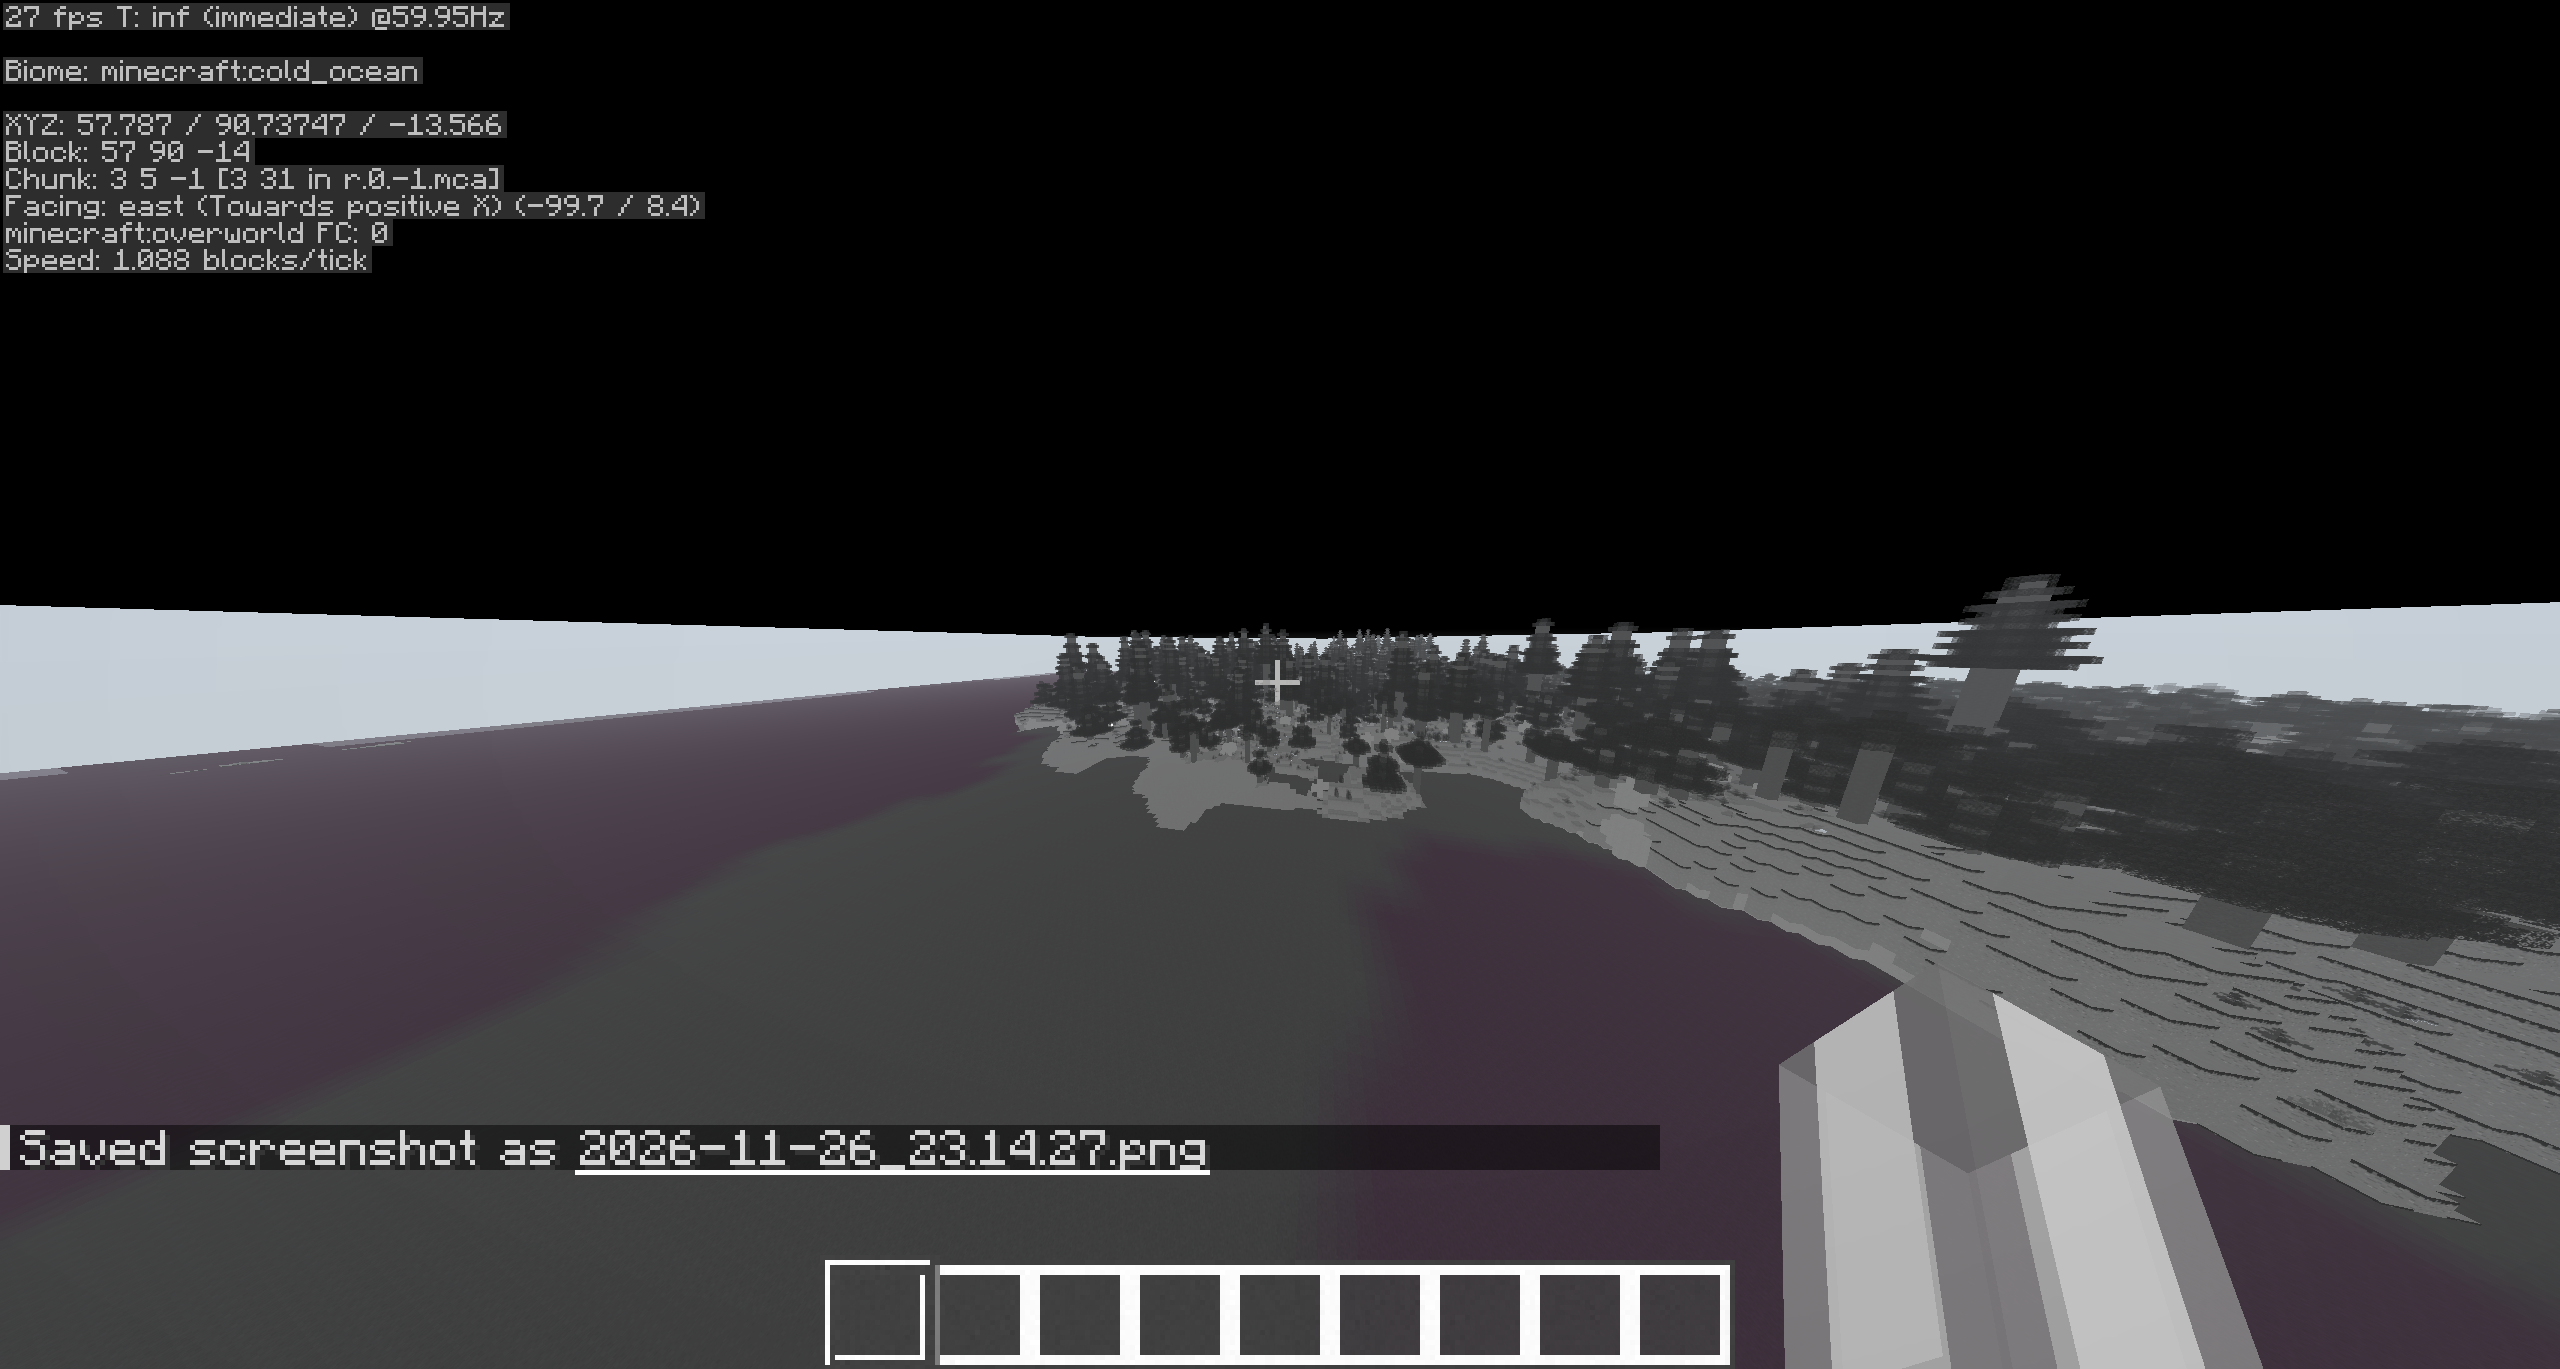 27 fps T: inf (immediate) @59.95Hz
Biome: minecraft:cold_ocean
XYZ: 57.787 / 90.73747 / -13.566
Block: 57 90 -14
Chunk: 3 5 -1 [3 31 in r.0.-1.mca]
Facing: east (Towards positive X) (-99.7 / 8.4)
minecraft:overworld FC: 0
Speed: 1.088 blocks/tick
Saved screenshot as 2026-11-26_23.14.27.png